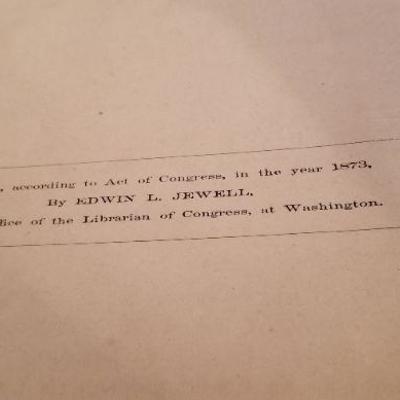 , according to Act of Congress, in the year 1873,
By EDWIN L. JEWELL,
ffice of the Librarian of Congress, at Washington.